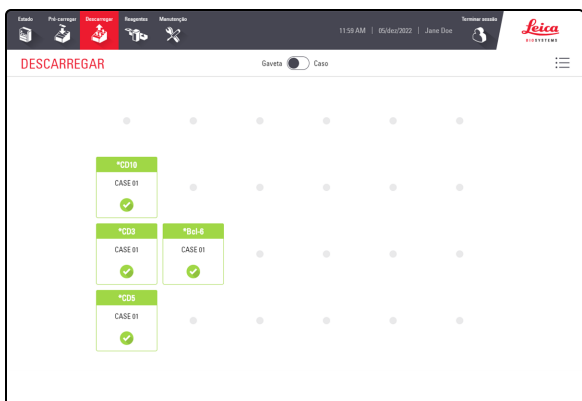 Estado Pré-carregar Descarregar Reagentes Manutenção Terminar sessão
11:59 AM | 05/dez/2022 | Jane Doe
Leica
BIOSYSTEMS
DESCARREGAR
Gaveta Caso
*CD10
CASE 01
*CD3 *Bcl-6
CASE 01 CASE 01
*CD5
CASE 01